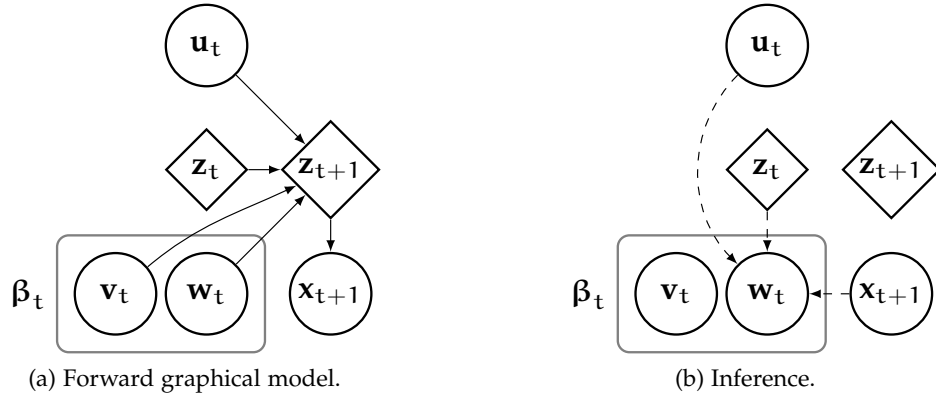 u_t u_t
z_t z_{t+1} z_t z_{t+1}
β_t v_t w_t x_{t+1} β_t v_t w_t x_{t+1}
(a) Forward graphical model. (b) Inference.